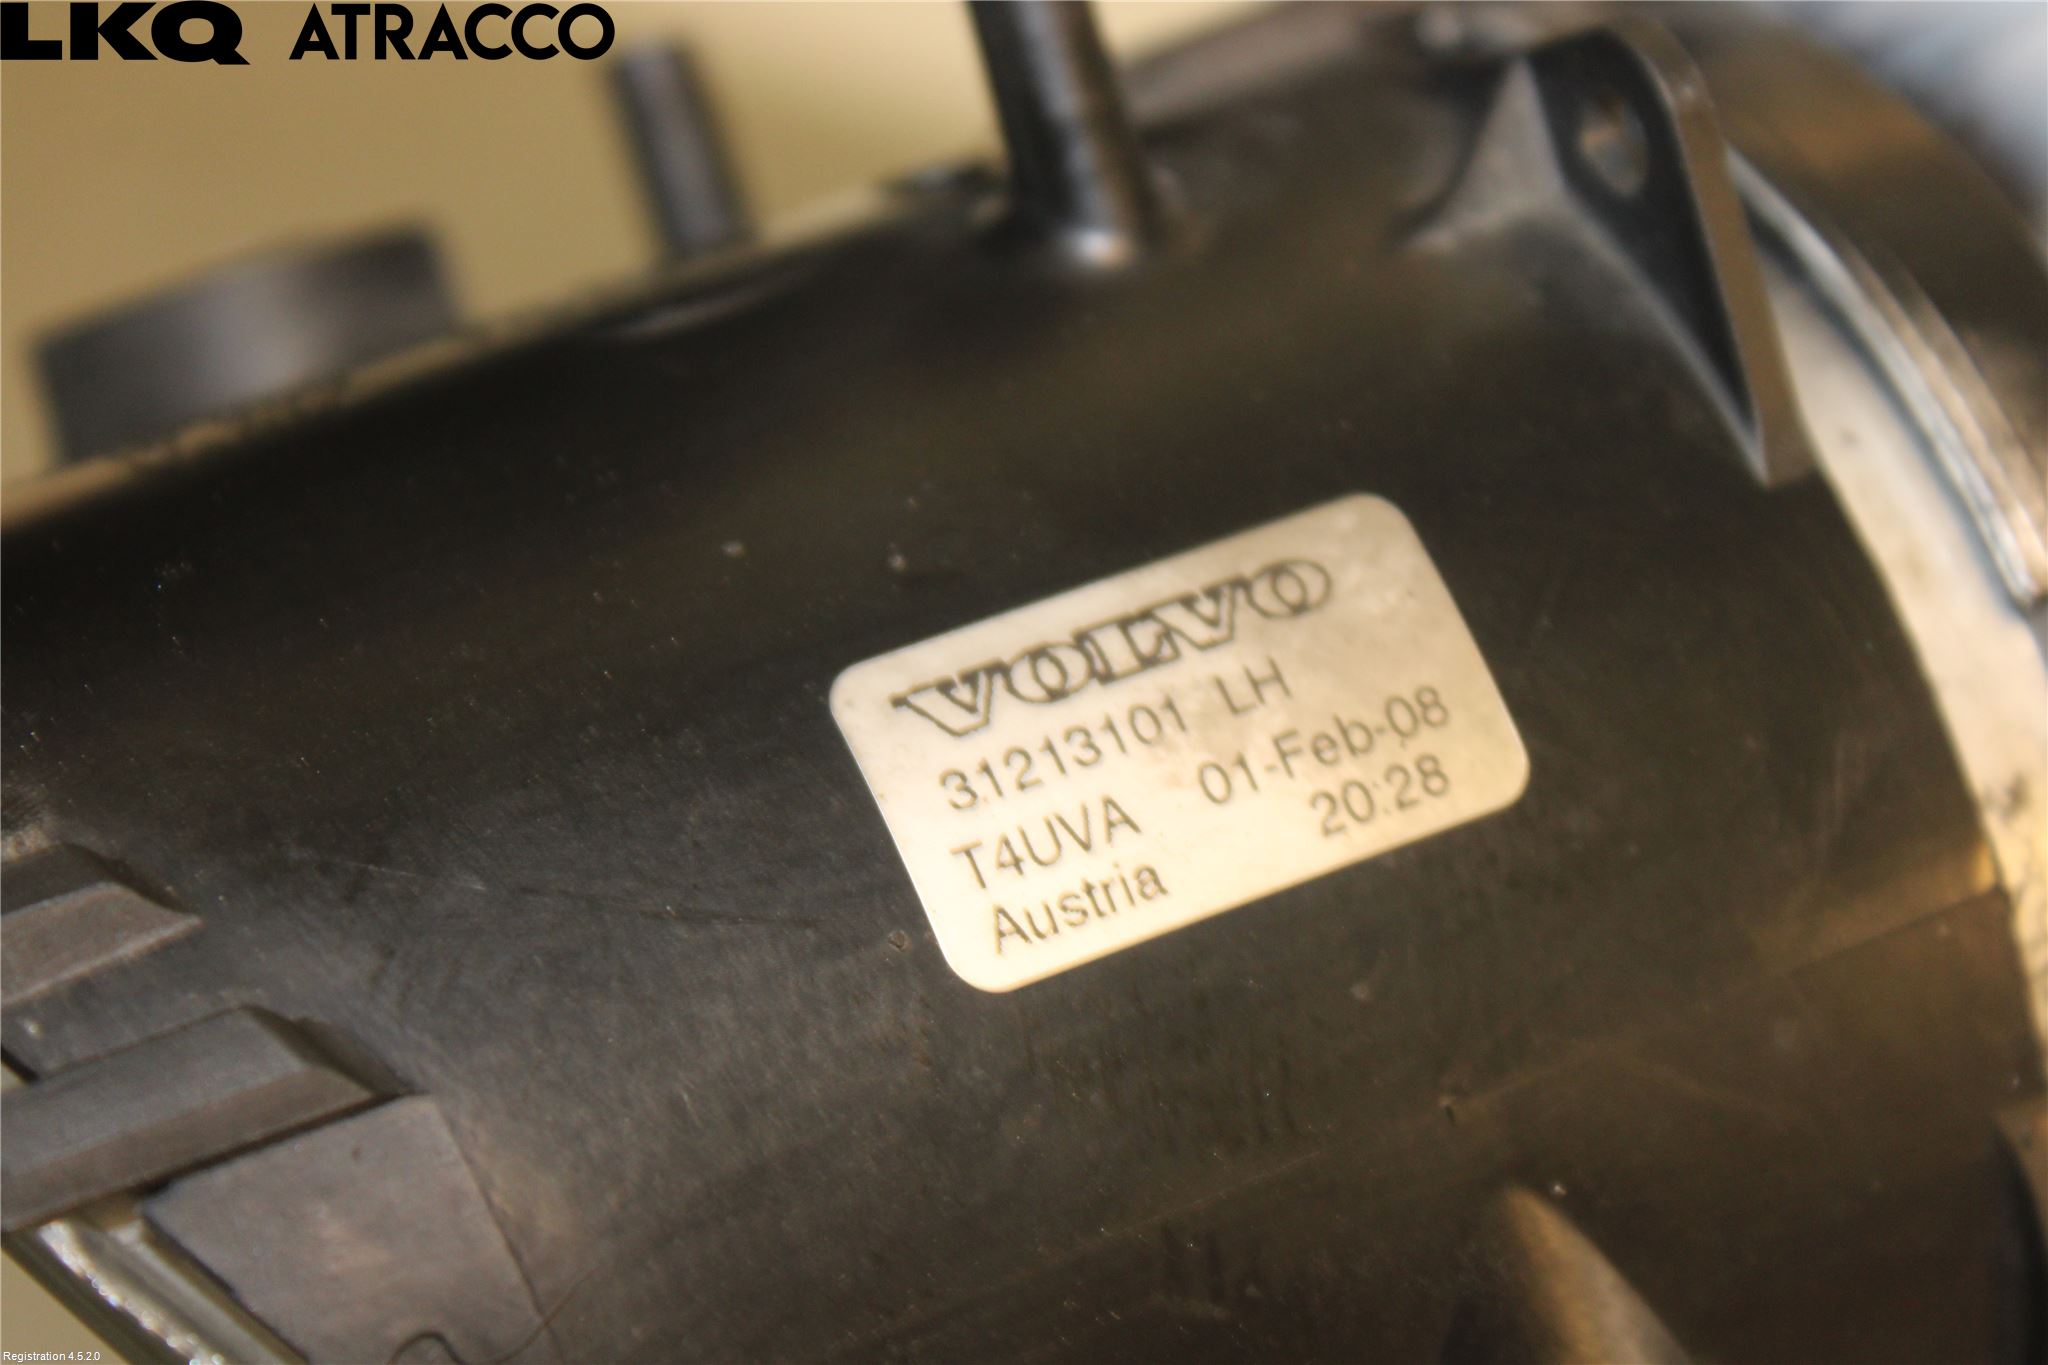 LKQ ATRACCO
VOLVO
31213101 LH
T4UVA 01-Feb-08
20:28
Austria
Registration 4.5.2.0